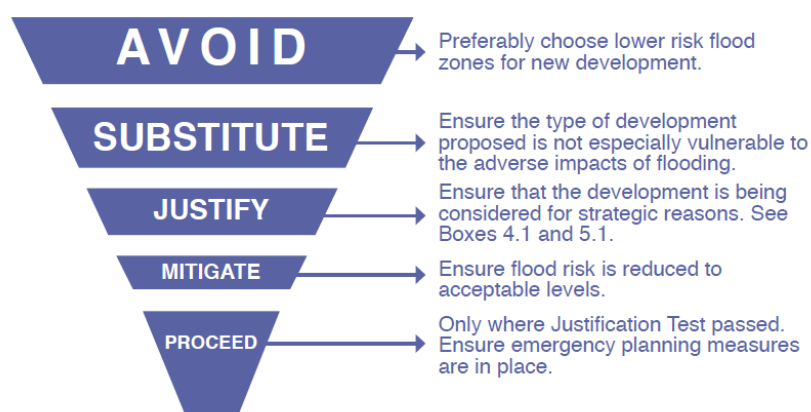 AVOID
Preferably choose lower risk flood
zones for new development.
SUBSTITUTE
Ensure the type of development
proposed is not especially vulnerable to
the adverse impacts of flooding.
JUSTIFY
Ensure that the development is being
considered for strategic reasons. See
Boxes 4.1 and 5.1.
MITIGATE
Ensure flood risk is reduced to
acceptable levels.
PROCEED
Only where Justification Test passed.
Ensure emergency planning measures
are in place.